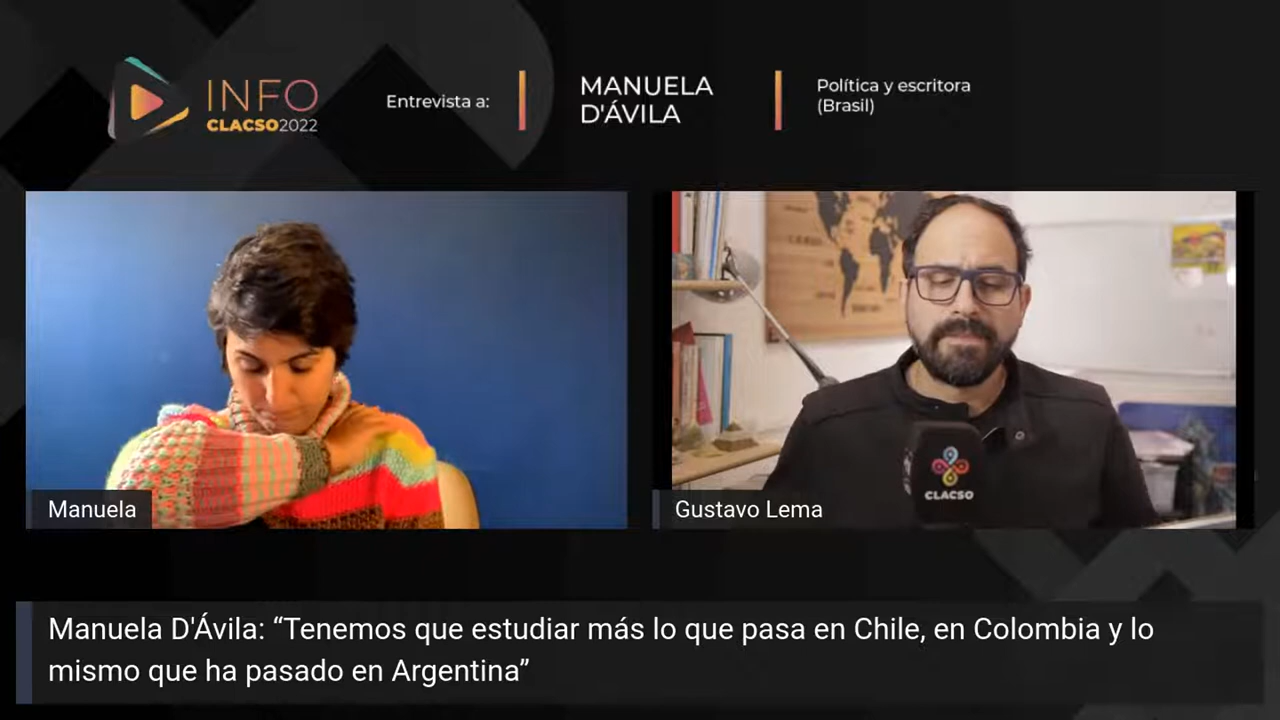 INFO
CLACSO2022
Entrevista a:
MANUELA
D'ÁVILA
Política y escritora
(Brasil)
CLACSO
Manuela
Gustavo Lema
Manuela D'Ávila: “Tenemos que estudiar más lo que pasa en Chile, en Colombia y lo
mismo que ha pasado en Argentina”